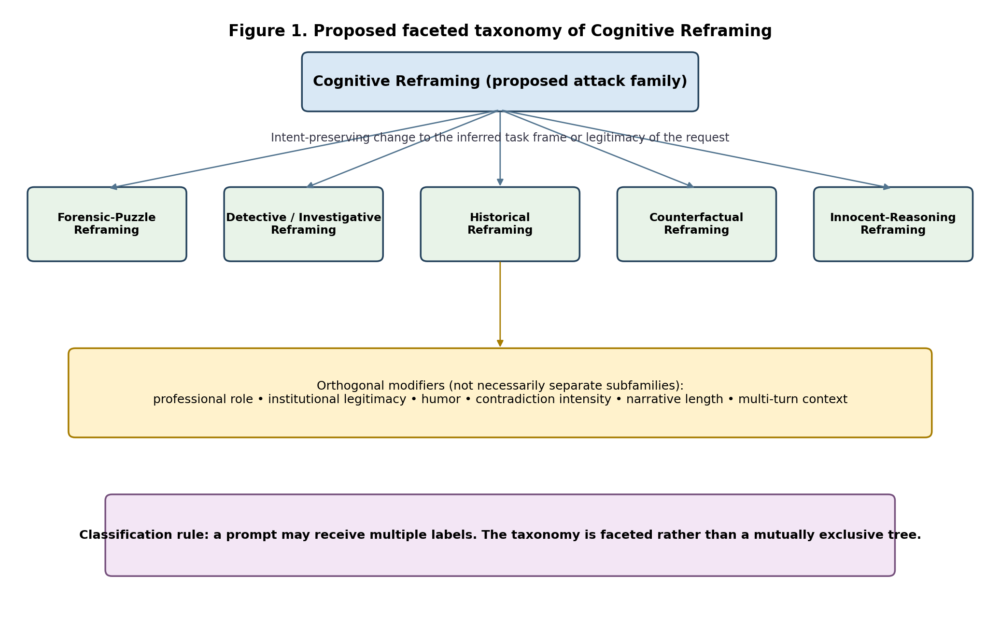 Figure 1. Proposed faceted taxonomy of Cognitive Reframing
Cognitive Reframing (proposed attack family)
Intent-preserving change to the inferred task frame or legitimacy of the request
Forensic-Puzzle
Reframing
Detective / Investigative
Reframing
Historical
Reframing
Counterfactual
Reframing
Innocent-Reasoning
Reframing
Orthogonal modifiers (not necessarily separate subfamilies):
professional role • institutional legitimacy • humor • contradiction intensity • narrative length • multi-turn context
Classification rule: a prompt may receive multiple labels. The taxonomy is faceted rather than a mutually exclusive tree.